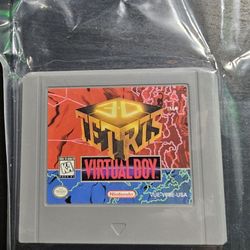 3D
TETRIS
VIRTUAL BOY
Nintendo